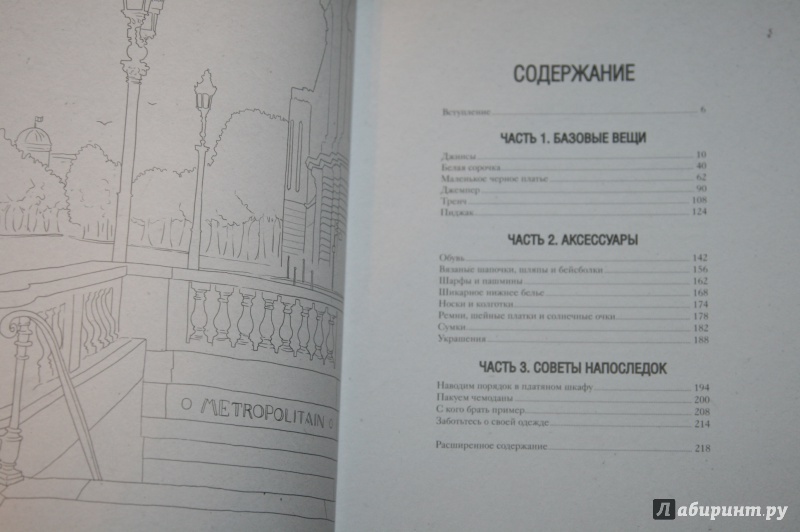 METROPOLITAIN
СОДЕРЖАНИЕ
Вступление 6
ЧАСТЬ 1. БАЗОВЫЕ ВЕЩИ
Джинсы 10
Белая сорочка 40
Маленькое черное платье 62
Джемпер 90
Тренч 108
Пиджак 124
ЧАСТЬ 2. АКСЕССУАРЫ
Обувь 142
Вязаные шапочки, шляпы и бейсболки 156
Шарфы и пашмины 162
Шикарное нижнее белье 168
Носки и колготки 174
Ремни, шейные платки и солнечные очки 178
Сумки 182
Украшения 188
ЧАСТЬ 3. СОВЕТЫ НАПОСЛЕДОК
Наводим порядок в платяном шкафу 194
Пакуем чемоданы 200
С кого брать пример 208
Заботьтесь о своей одежде 214
Расширенное содержание 218
Лабиринт.ру